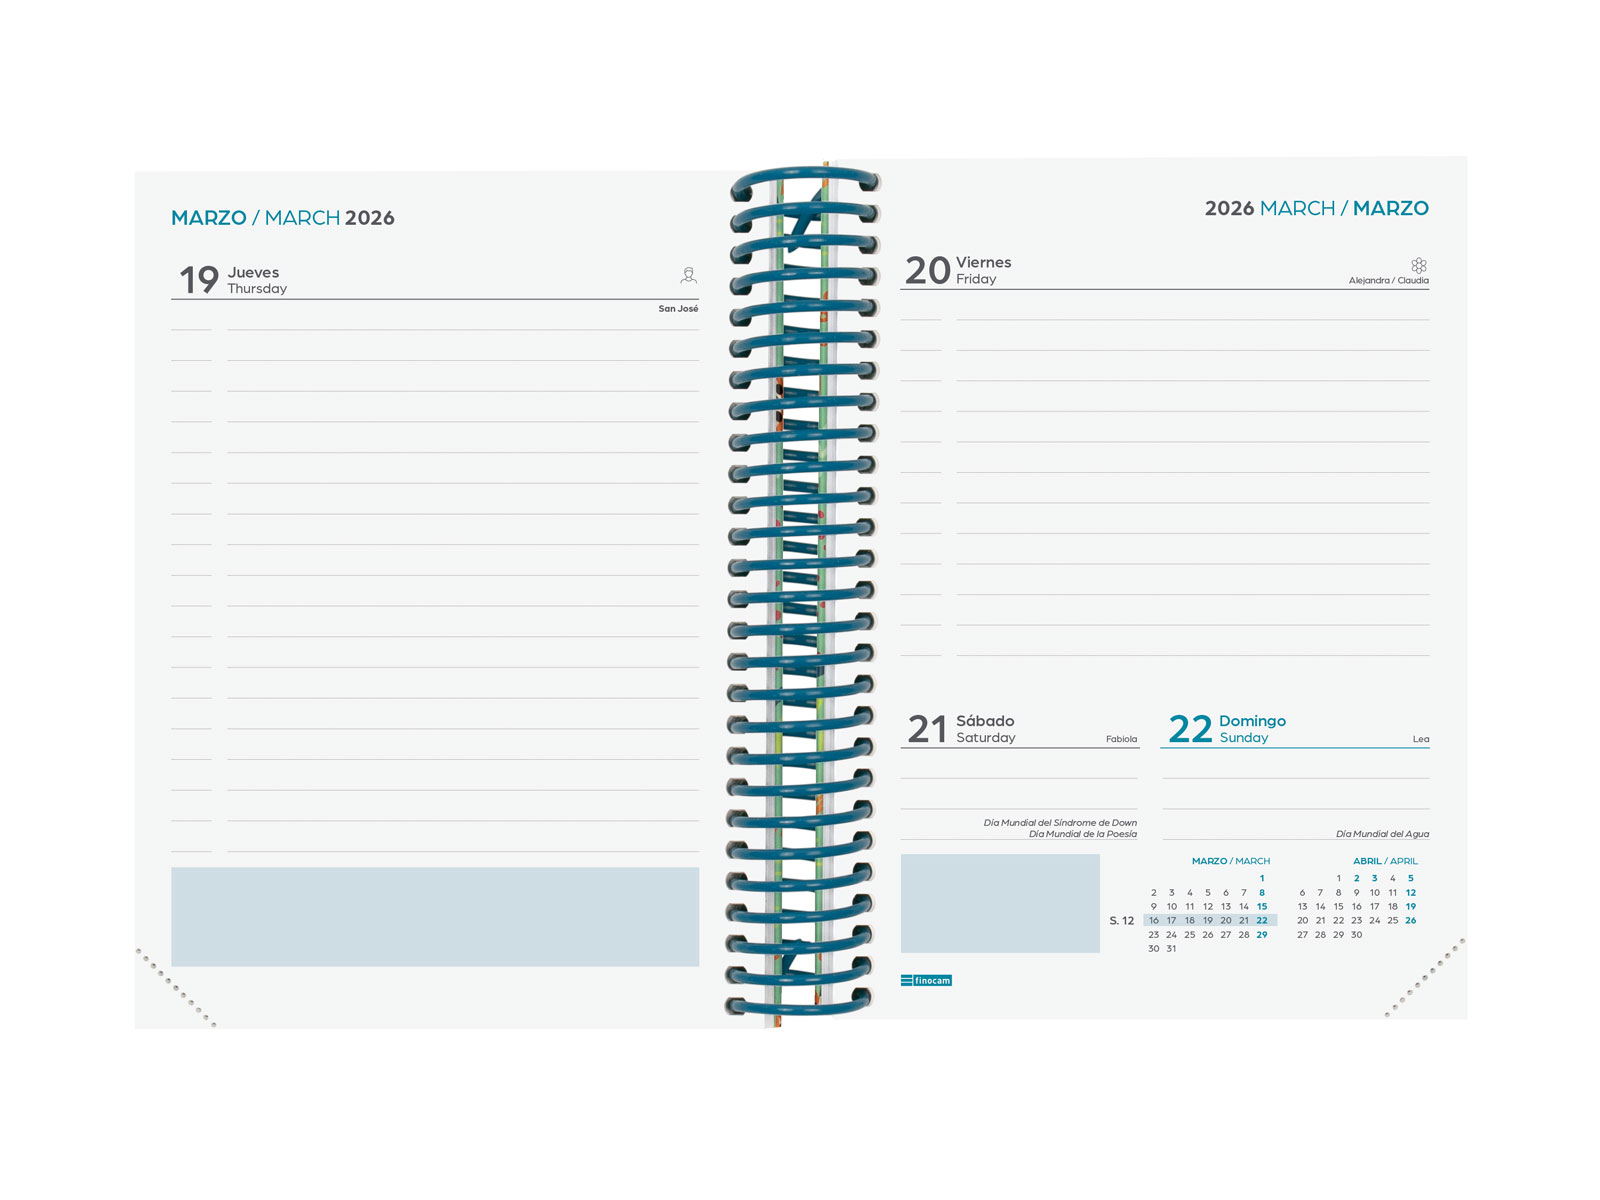 MARZO / MARCH 2026
19 Jueves
Thursday
San José
2026 MARCH / MARZO
20 Viernes
Friday
Alejandra / Claudia
21 Sábado
Saturday
Fabiola
Día Mundial del Síndrome de Down
Día Mundial de la Poesía
22 Domingo
Sunday
Lea
Día Mundial del Agua
S. 12
MARZO / MARCH
1
2 3 4 5 6 7 8
9 10 11 12 13 14 15
16 17 18 19 20 21 22
23 24 25 26 27 28 29
30 31
ABRIL / APRIL
1 2 3 4 5
6 7 8 9 10 11 12
13 14 15 16 17 18 19
20 21 22 23 24 25 26
27 28 29 30
finocam